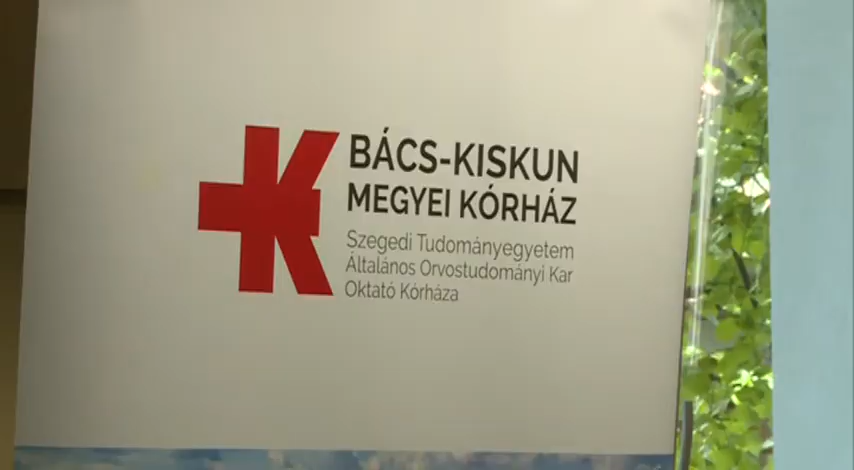 BÁCS-KISKUN
MEGYEI KÓRHÁZ
Szegedi Tudományegyetem
Általános Orvostudományi Kar
Oktató Kórháza